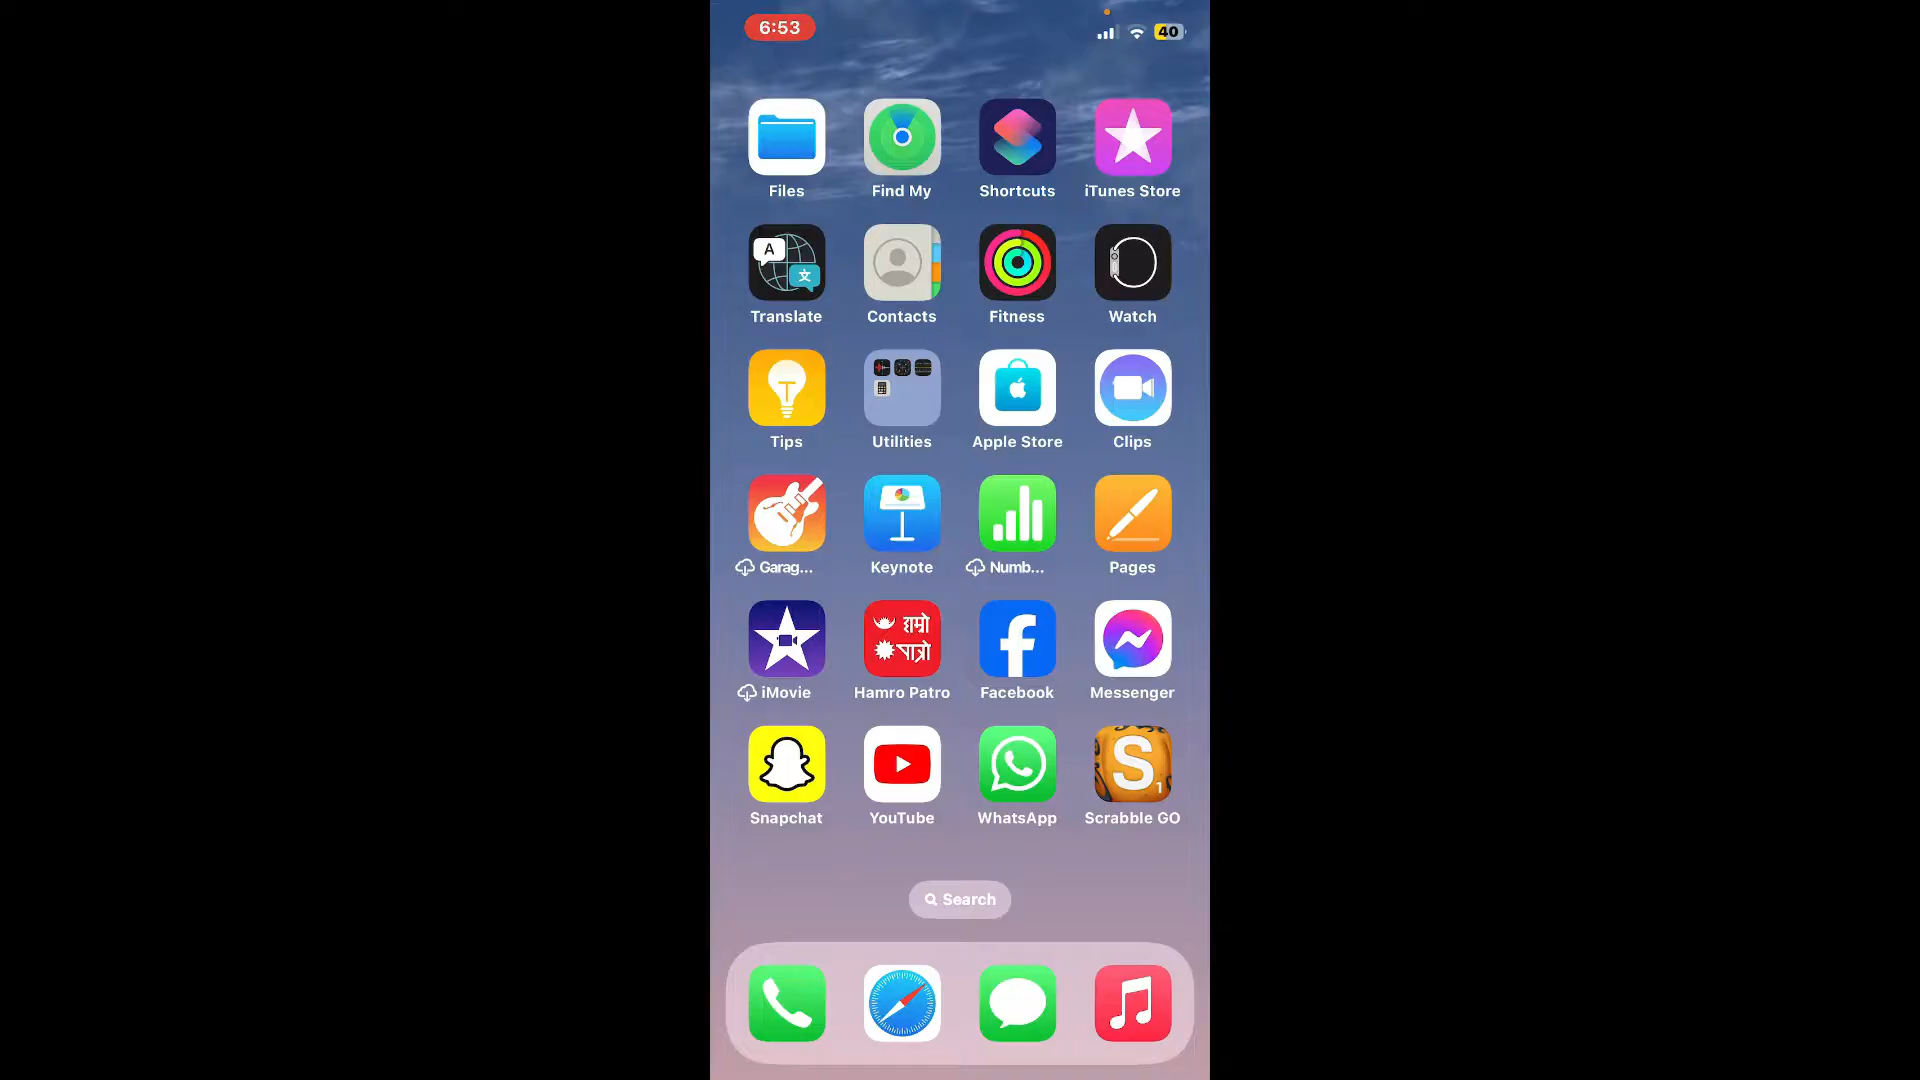 6:53
40
Files Find My Shortcuts iTunes Store
A 文
Translate Contacts Fitness Watch
Tips Utilities Apple Store Clips
Garag... Keynote Numb... Pages
हाम्रो
पात्रो
f
iMovie Hamro Patro Facebook Messenger
S
1
Snapchat YouTube WhatsApp Scrabble GO
Search